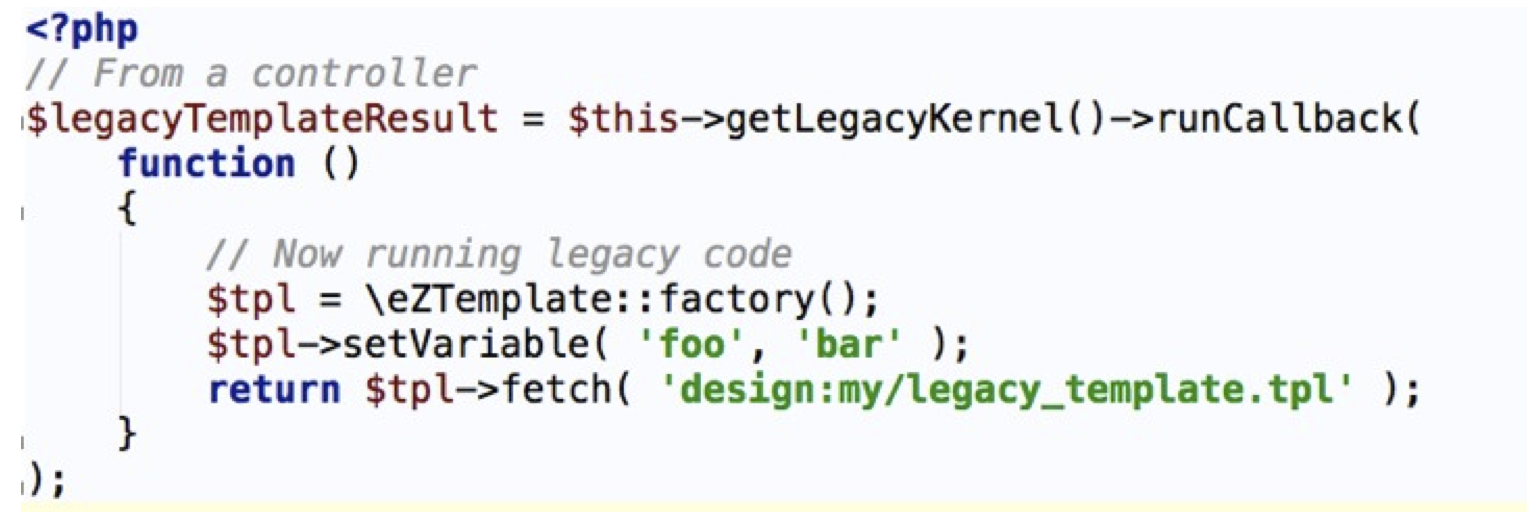 <?php
// From a controller
$legacyTemplateResult = $this->getLegacyKernel()->runCallback(
    function ()
    {
        // Now running legacy code
        $tpl = \eZTemplate::factory();
        $tpl->setVariable( 'foo', 'bar' );
        return $tpl->fetch( 'design:my/legacy_template.tpl' );
    }
);